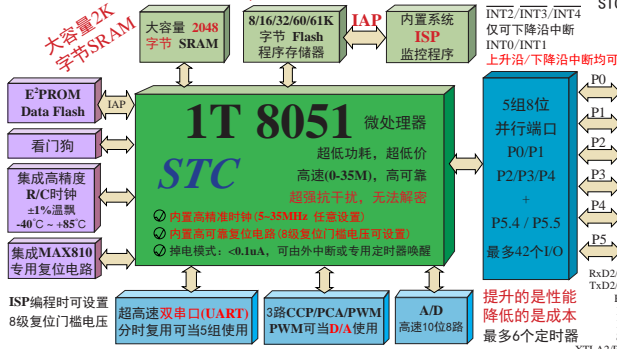 大容量2K
字节SRAM
大容量 2048
字节 SRAM
8/16/32/60/61K
字节 Flash
程序存储器
IAP
内置系统
ISP
监控程序
INT2/INT3/INT4
仅可下降沿中断
INT0/INT1
上升沿/下降沿中断均可
E²PROM
Data Flash
IAP
看门狗
集成高精度
R/C时钟
±1%温飘
-40℃ ~ +85℃
集成MAX810
专用复位电路
ISP编程时可设置
8级复位门槛电压
1T 8051 微处理器
STC
超低功耗，超低价
高速(0-35M)，高可靠
超强抗干扰，无法解密
内置高精准时钟(5~35MHz 任意设置)
内置高可靠复位电路(8级复位门槛电压可设置)
掉电模式：<0.1uA，可由外中断或专用定时器唤醒
5组8位
并行端口
P0/P1
P2/P3/P4
+
P5.4 / P5.5
最多42个I/O
P0
P1
P2
P3
P4
P5
RxD2/
TxD2/
超高速双串口(UART)
分时复用可当5组使用
3路CCP/PCA/PWM
PWM可当D/A使用
A/D
高速10位8路
提升的是性能
降低的是成本
最多6个定时器